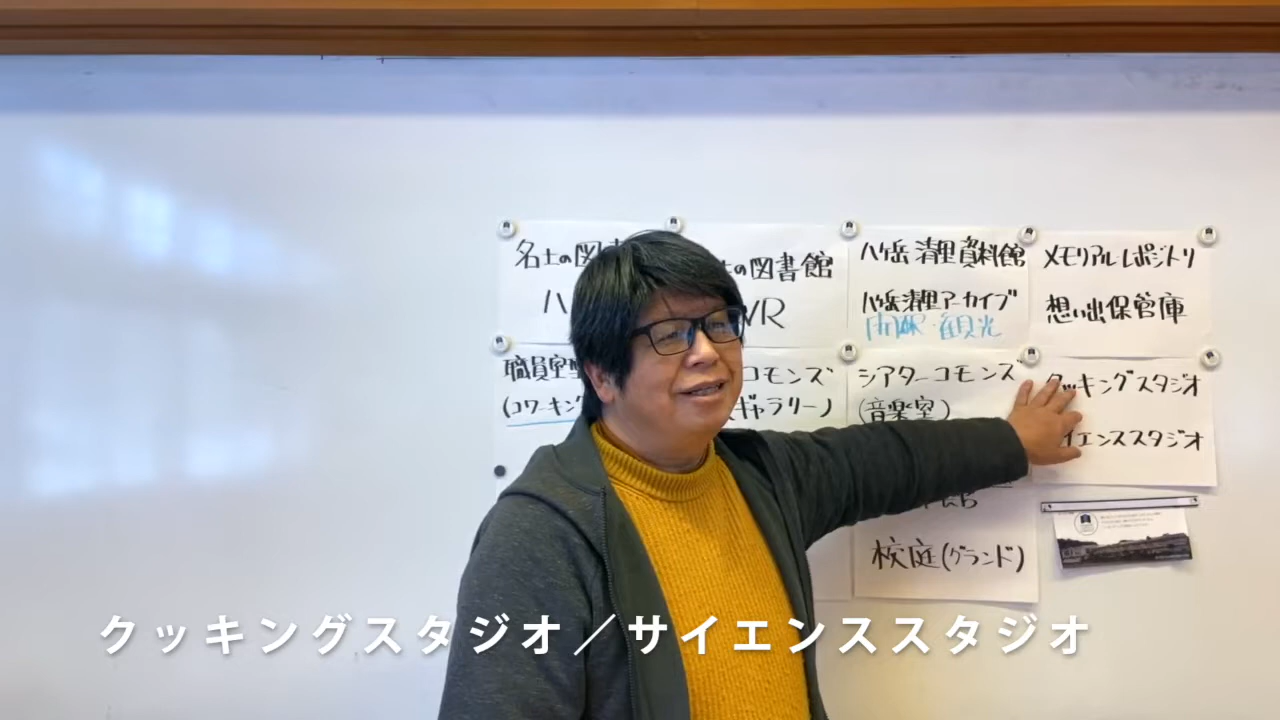 名士の図書
の図書館
VR
八ヶ岳清里資料館
八ヶ岳清里アーカイブ
観光
メモリアルレポジトリ
想い出保管庫
職員室
(コワーキング
コモンズ
ギャラリー)
シアターコモンズ
(音楽室)
クッキングスタジオ
イエンススタジオ
校庭(グランド)
クッキングスタジオ／サイエンススタジオ